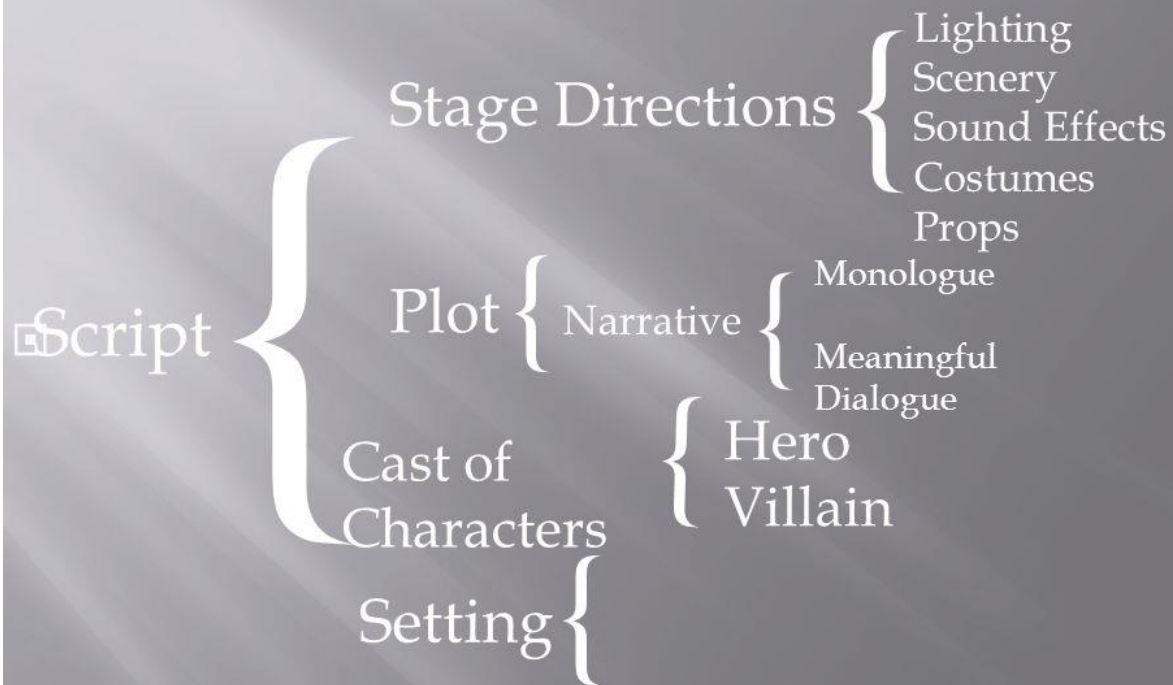 Script
Stage Directions
Lighting
Scenery
Sound Effects
Costumes
Props
Plot
Narrative
Monologue
Meaningful
Dialogue
Cast of
Characters
Hero
Villain
Setting